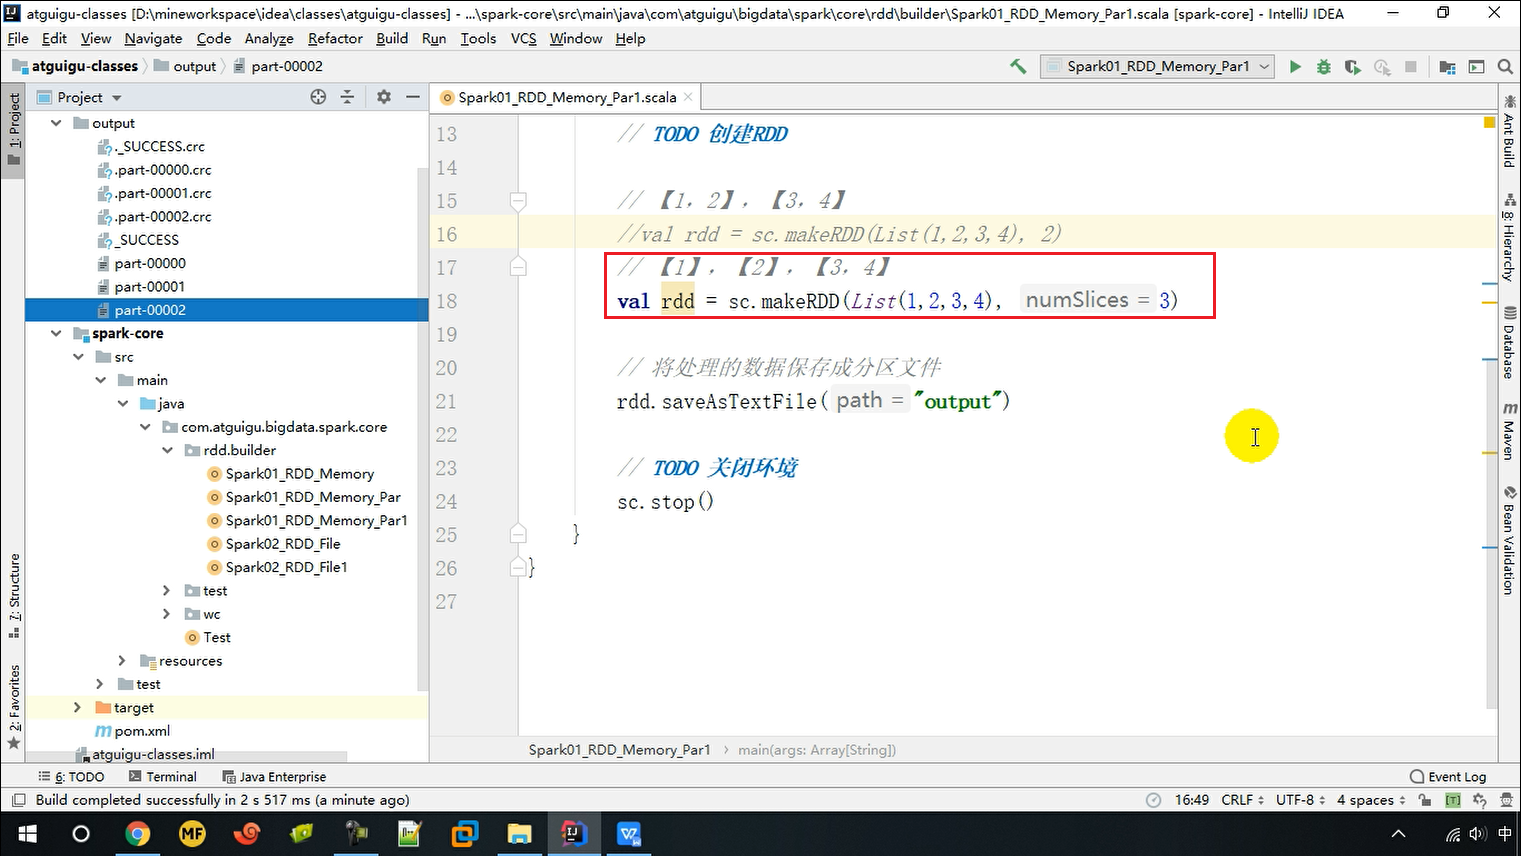 atguigu-classes [D:\mineworkspace\idea\classes\atguigu-classes] - ...\spark-core\src\main\java\com\atguigu\bigdata\spark\core\rdd\builder\Spark01_RDD_Memory_Par1.scala [spark-core] - IntelliJ IDEA
File Edit View Navigate Code Analyze Refactor Build Run Tools VCS Window Help
atguigu-classes output part-00002 Spark01_RDD_Memory_Par1
Project Spark01_RDD_Memory_Par1.scala
1: Project
7: Structure
2: Favorites
output
._SUCCESS.crc
.part-00000.crc
.part-00001.crc
.part-00002.crc
_SUCCESS
part-00000
part-00001
part-00002
spark-core
src
main
java
com.atguigu.bigdata.spark.core
rdd.builder
Spark01_RDD_Memory
Spark01_RDD_Memory_Par
Spark01_RDD_Memory_Par1
Spark02_RDD_File
Spark02_RDD_File1
test
wc
Test
resources
test
target
pom.xml
atguigu-classes.iml
13 // TODO 创建RDD
14
15 // 【1，2】，【3，4】
16 //val rdd = sc.makeRDD(List(1,2,3,4), 2)
17 // 【1】，【2】，【3，4】
18 val rdd = sc.makeRDD(List(1,2,3,4), numSlices = 3)
19
20 // 将处理的数据保存成分区文件
21 rdd.saveAsTextFile( path = "output")
22
23 // TODO 关闭环境
24 sc.stop()
25 }
26 }
27
Spark01_RDD_Memory_Par1 › main(args: Array[String])
Ant Build
8: Hierarchy
Database
Maven
Bean Validation
6: TODO Terminal Java Enterprise Event Log
Build completed successfully in 2 s 517 ms (a minute ago) 16:49 CRLF UTF-8 4 spaces
中